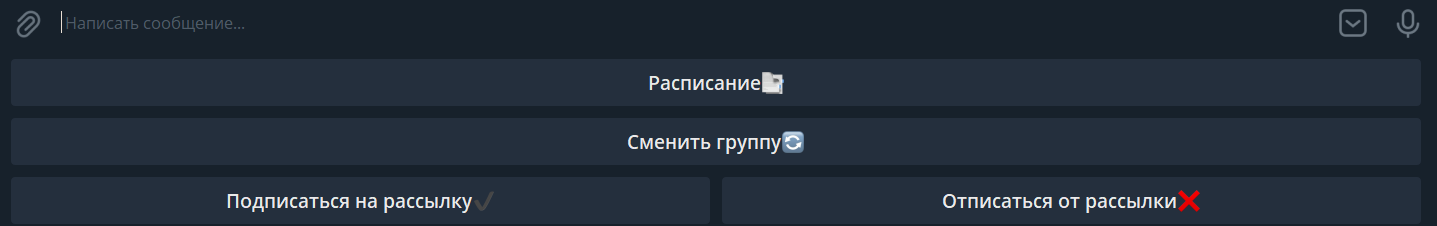 Написать сообщение...
Расписание
Сменить группу🔄
Подписаться на рассылку✔
Отписаться от рассылки❌